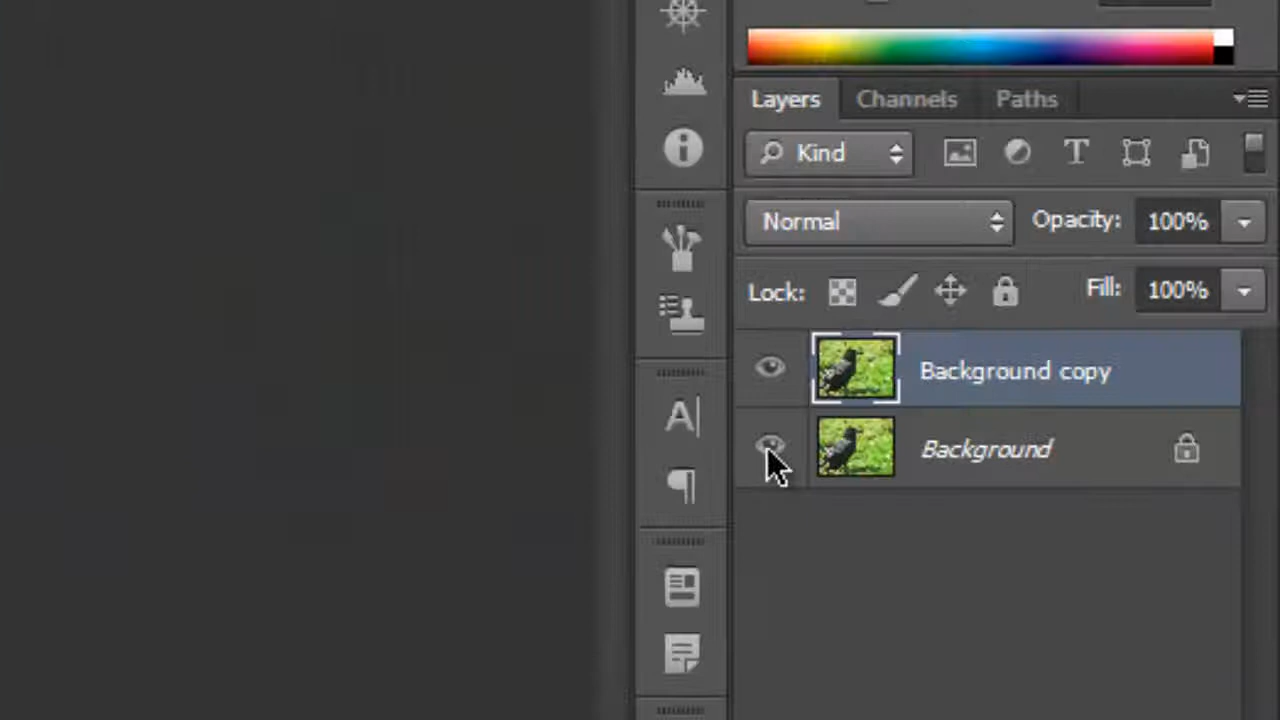 Layers Channels Paths
Kind T
Normal Opacity: 100%
Lock: Fill: 100%
Background copy
A|
Background
¶